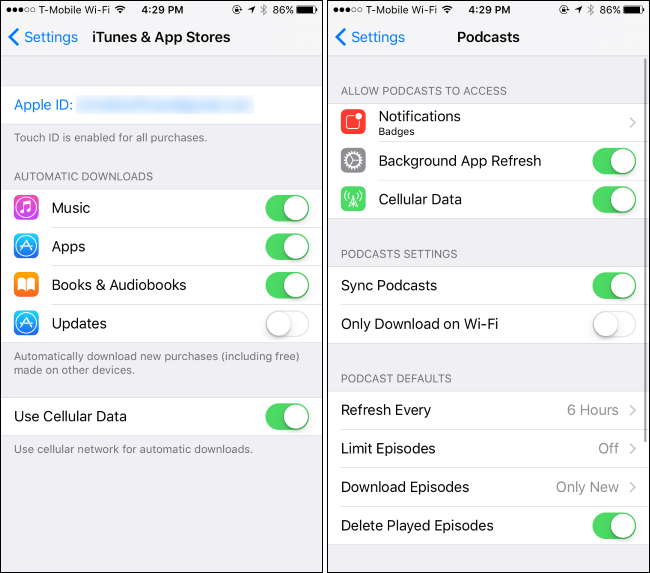 T-Mobile Wi-Fi 4:29 PM 86%
Settings iTunes & App Stores
Apple ID:
Touch ID is enabled for all purchases.
AUTOMATIC DOWNLOADS
Music
Apps
Books & Audiobooks
Updates
Automatically download new purchases (including free)
made on other devices.
Use Cellular Data
Use cellular network for automatic downloads.
T-Mobile Wi-Fi 4:29 PM 86%
Settings Podcasts
ALLOW PODCASTS TO ACCESS
Notifications
Badges
Background App Refresh
Cellular Data
PODCASTS SETTINGS
Sync Podcasts
Only Download on Wi-Fi
PODCAST DEFAULTS
Refresh Every 6 Hours
Limit Episodes Off
Download Episodes Only New
Delete Played Episodes